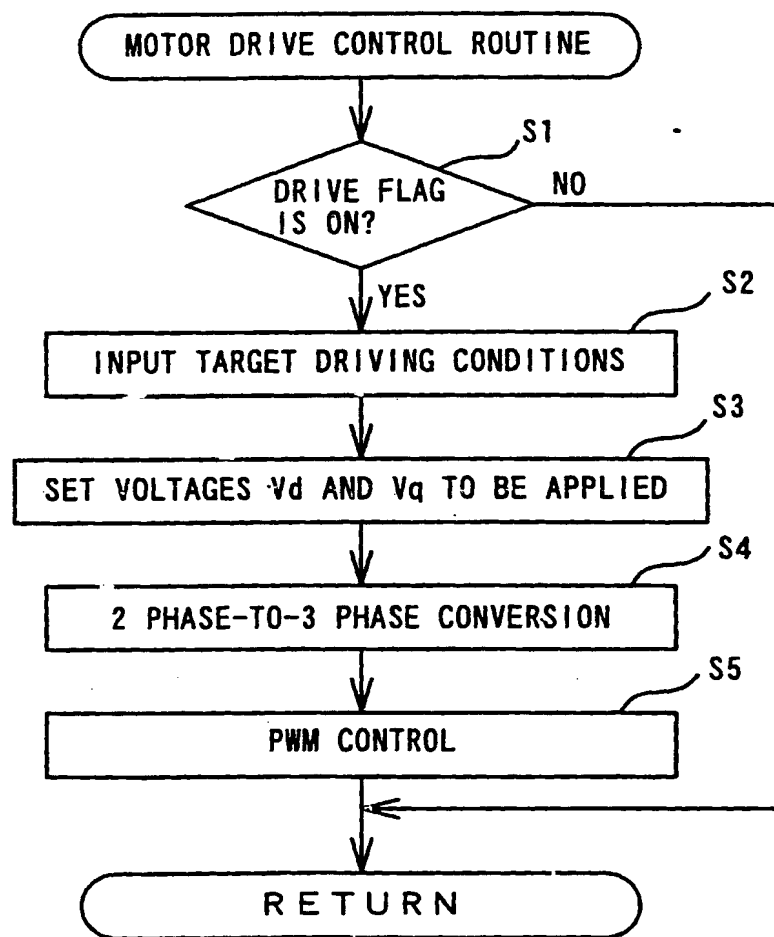 MOTOR DRIVE CONTROL ROUTINE
S1
DRIVE FLAG
IS ON?
NO
YES
S2
INPUT TARGET DRIVING CONDITIONS
S3
SET VOLTAGES Vd AND Vq TO BE APPLIED
S4
2 PHASE-TO-3 PHASE CONVERSION
S5
PWM CONTROL
RETURN